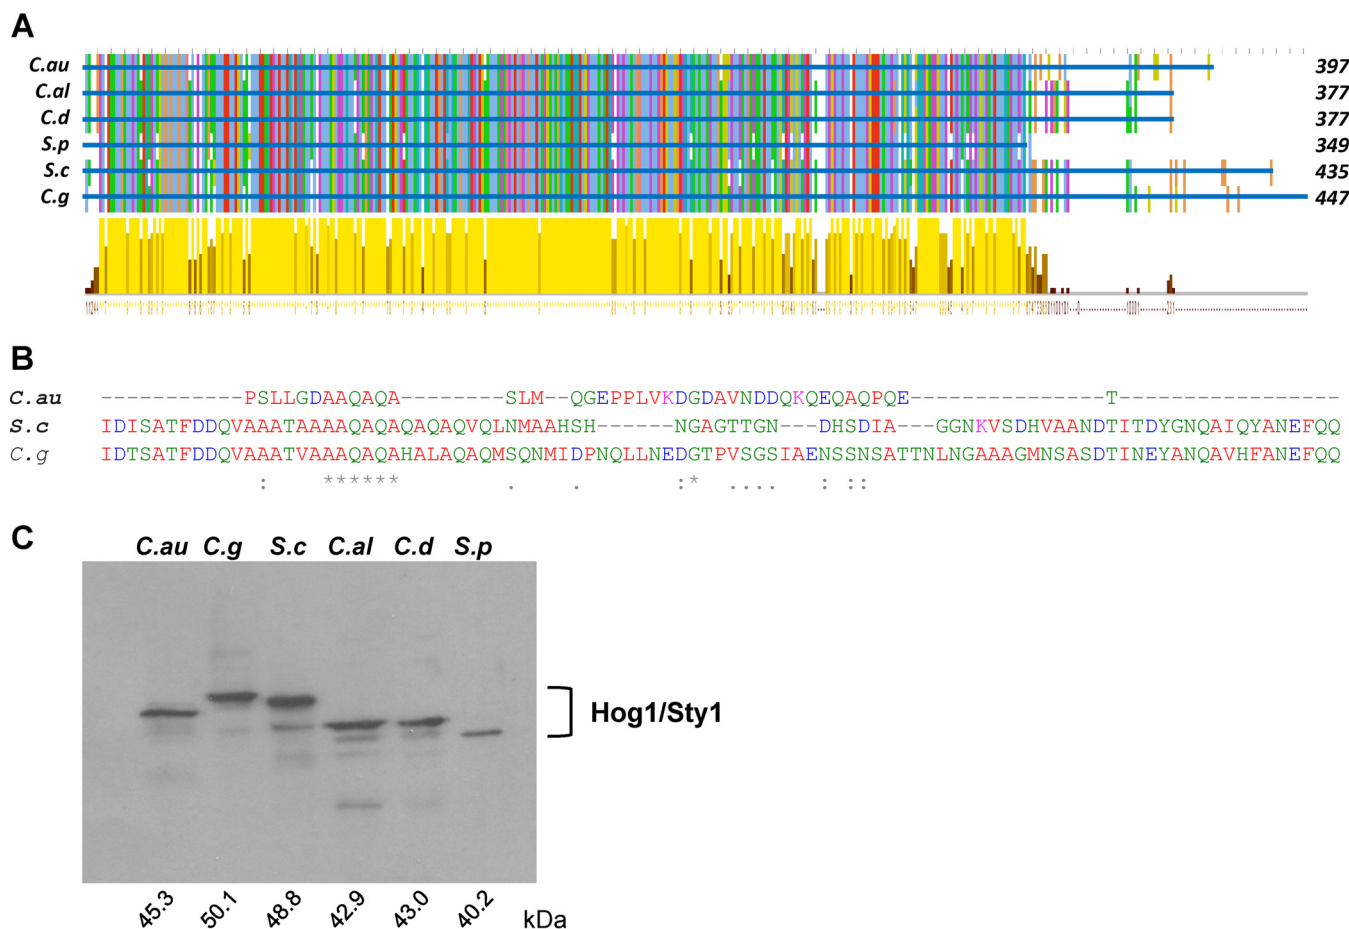 A
C.au 397
C.al 377
C.d 377
S.p 349
S.c 435
C.g 447
B
C.au -----------PSLLGDAAQAQA--------SLM--QGEPPLVKDGDAVNDDQKQEQAQPQE---------------T-----------------
S.c IDISATFDDQVAAATAAAAQAQAQAQAQVQLNMAAHSH------NGAGTTGN---DHSDIA---GGNKVSDHVAANDTITDYGNQAIQYANEFQQ
C.g IDTSATFDDQVAAATVAAAQAQAHALAQAQMSQNMIDPNQLLNEDGTPVSGSIAENSSNSATTNLNGAAAGMNSASDTINEYANQAVHFANEFQQ
: ****** . . :* .... : ::
C
C.au C.g S.c C.al C.d S.p
Hog1/Sty1
45.3 50.1 48.8 42.9 43.0 40.2 kDa